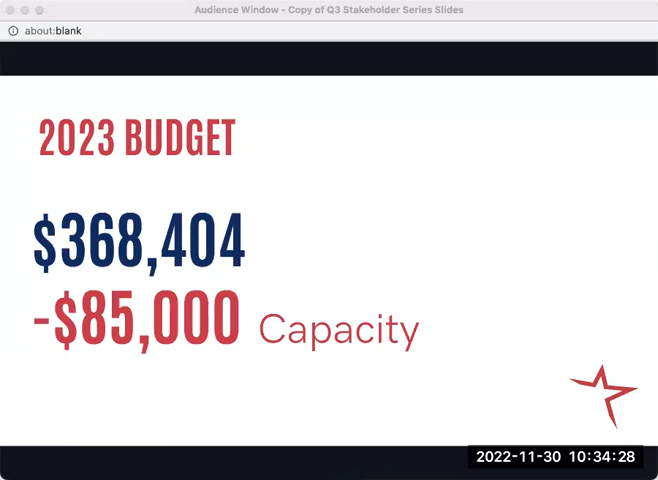 Audience Window - Copy of Q3 Stakeholder Series Slides
about:blank
2023 BUDGET
$368,404
-$85,000 Capacity
2022-11-30 10:34:28